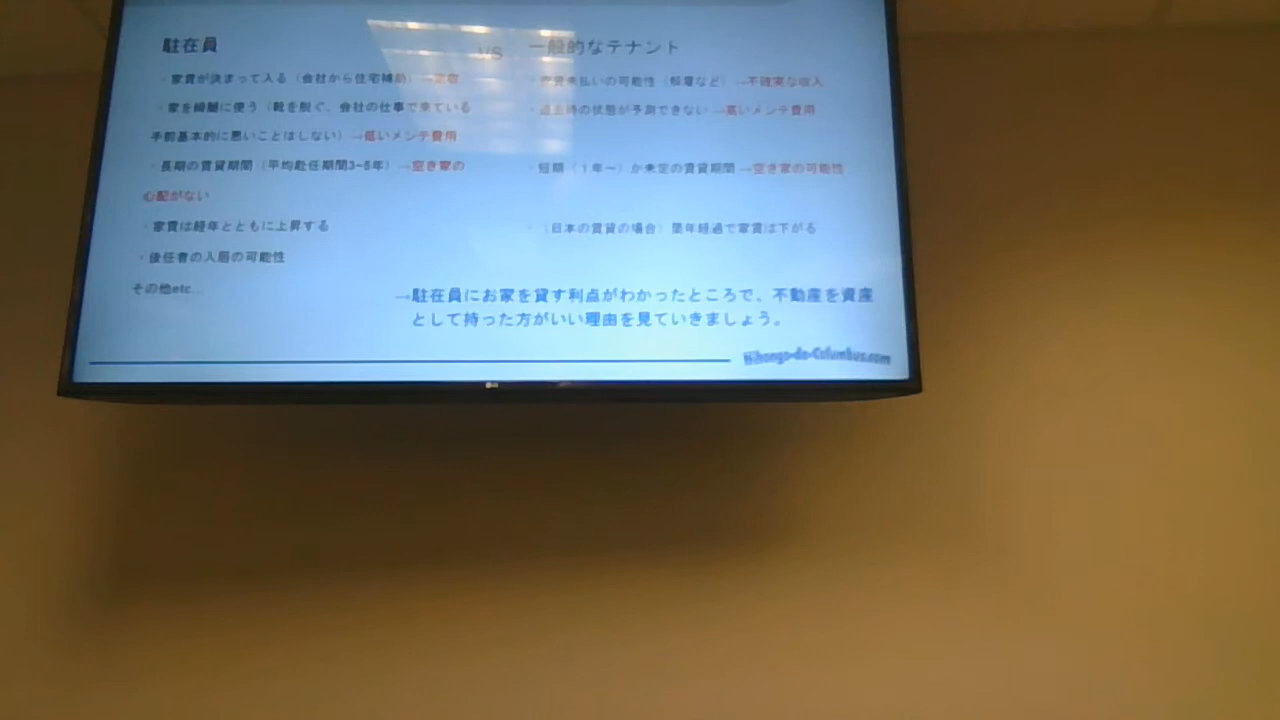 駐在員
VS
一般的なテナント
・家賃が決まって入る（会社から住宅補助）→定収
・家賃未払いの可能性（解雇など）→不確実な収入
・家を綺麗に使う（靴を脱ぐ、会社の仕事で来ている
・退去時の状態が予測できない→高いメンテ費用
手前基本的に悪いことはしない）→低いメンテ費用
・長期の賃貸期間（平均赴任期間3~5年）→空き家の
・短期（１年～）か未定の賃貸期間→空き家の可能性
心配がない
・家賃は経年とともに上昇する
・（日本の賃貸の場合）築年経過で家賃は下がる
・後任者の入居の可能性
その他etc...
→駐在員にお家を貸す利点がわかったところで、不動産を資産
として持った方がいい理由を見ていきましょう。
Nihongo-de-Columbus.com
LG